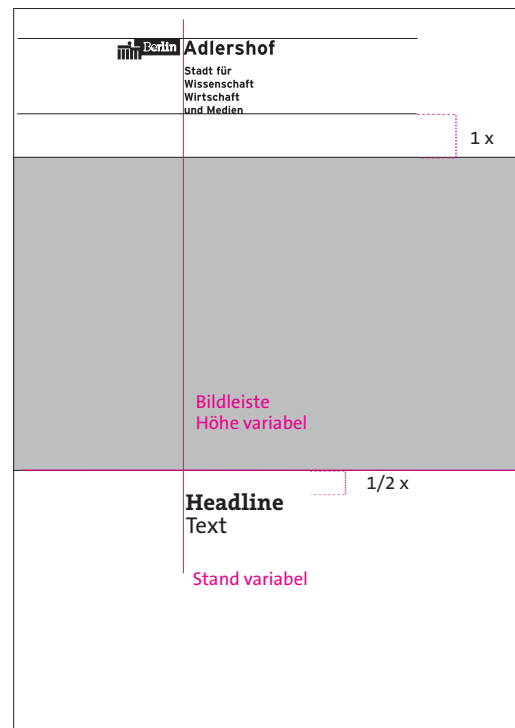 Berlin Adlershof
Stadt für
Wissenschaft
Wirtschaft
und Medien
1 x
Bildleiste
Höhe variabel
1/2 x
Headline
Text
Stand variabel